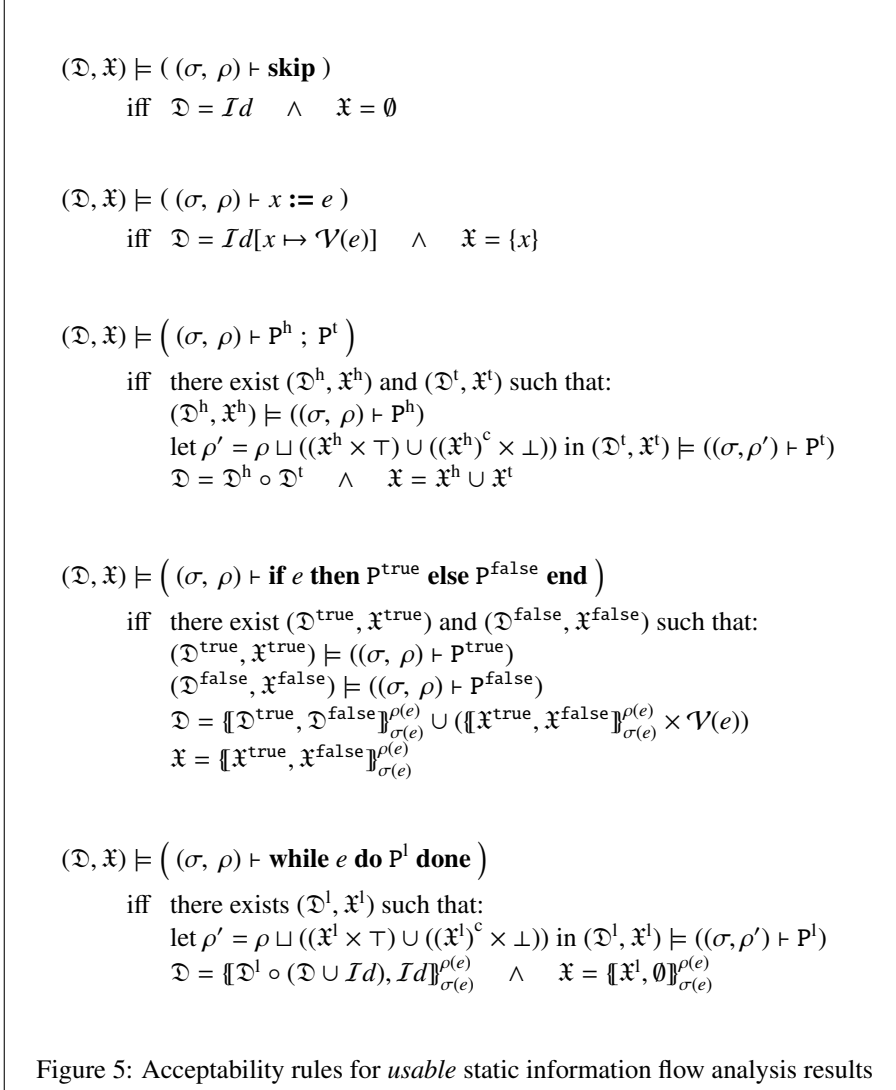 (𝔇, 𝔛) ⊨ ( (σ, ρ) ⊢ skip )
iff 𝔇 = ℐd ∧ 𝔛 = ∅
(𝔇, 𝔛) ⊨ ( (σ, ρ) ⊢ x := e )
iff 𝔇 = ℐd[x ↦ 𝒱(e)] ∧ 𝔛 = {x}
(𝔇, 𝔛) ⊨ ( (σ, ρ) ⊢ P^h ; P^t )
iff there exist (𝔇^h, 𝔛^h) and (𝔇^t, 𝔛^t) such that:
(𝔇^h, 𝔛^h) ⊨ ((σ, ρ) ⊢ P^h)
let ρ′ = ρ ⊔ ((𝔛^h × ⊤) ∪ ((𝔛^h)^c × ⊥)) in (𝔇^t, 𝔛^t) ⊨ ((σ, ρ′) ⊢ P^t)
𝔇 = 𝔇^h ∘ 𝔇^t ∧ 𝔛 = 𝔛^h ∪ 𝔛^t
(𝔇, 𝔛) ⊨ ( (σ, ρ) ⊢ if e then P^true else P^false end )
iff there exist (𝔇^true, 𝔛^true) and (𝔇^false, 𝔛^false) such that:
(𝔇^true, 𝔛^true) ⊨ ((σ, ρ) ⊢ P^true)
(𝔇^false, 𝔛^false) ⊨ ((σ, ρ) ⊢ P^false)
𝔇 = ⦃𝔇^true, 𝔇^false⦄^ρ(e)_σ(e) ∪ (⦃𝔛^true, 𝔛^false⦄^ρ(e)_σ(e) × 𝒱(e))
𝔛 = ⦃𝔛^true, 𝔛^false⦄^ρ(e)_σ(e)
(𝔇, 𝔛) ⊨ ( (σ, ρ) ⊢ while e do P^l done )
iff there exists (𝔇^l, 𝔛^l) such that:
let ρ′ = ρ ⊔ ((𝔛^l × ⊤) ∪ ((𝔛^l)^c × ⊥)) in (𝔇^l, 𝔛^l) ⊨ ((σ, ρ′) ⊢ P^l)
𝔇 = ⦃𝔇^l ∘ (𝔇 ∪ ℐd), ℐd⦄^ρ(e)_σ(e) ∧ 𝔛 = ⦃𝔛^l, ∅⦄^ρ(e)_σ(e)
Figure 5: Acceptability rules for usable static information flow analysis results